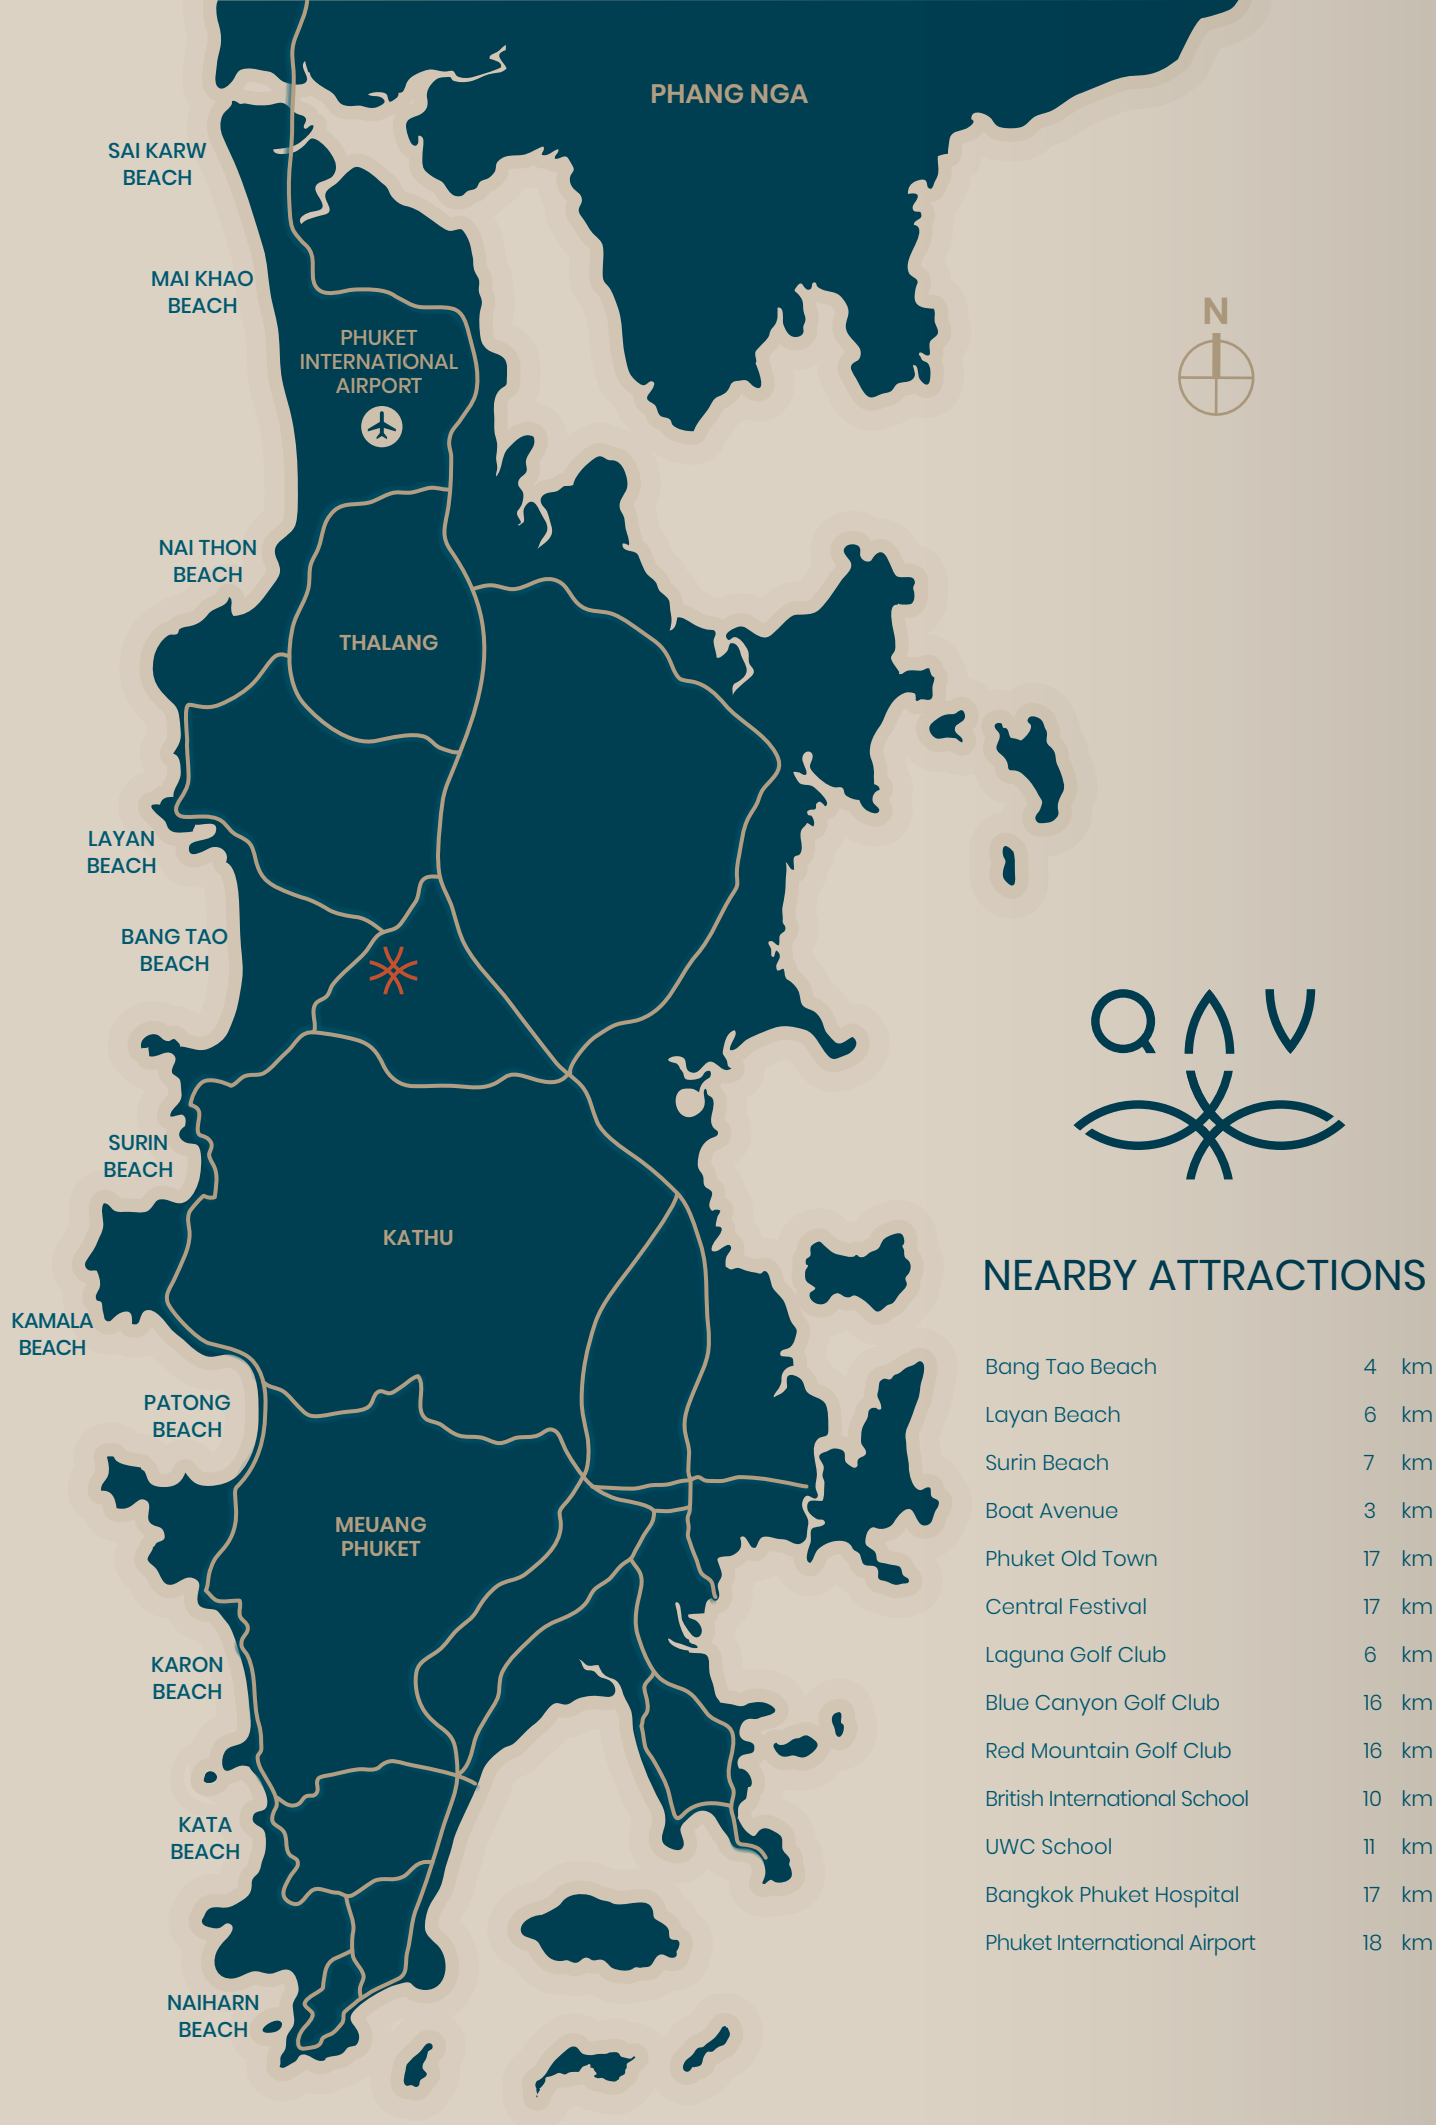 PHANG NGA
SAI KARW
BEACH
MAI KHAO
BEACH
N
PHUKET
INTERNATIONAL
AIRPORT
NAI THON
BEACH
THALANG
LAYAN
BEACH
BANG TAO
BEACH
QAV
SURIN
BEACH
KATHU
NEARBY ATTRACTIONS
KAMALA
BEACH
PATONG
BEACH
MEUANG
PHUKET
KARON
BEACH
KATA
BEACH
NAIHARN
BEACH
Bang Tao Beach 4 km
Layan Beach 6 km
Surin Beach 7 km
Boat Avenue 3 km
Phuket Old Town 17 km
Central Festival 17 km
Laguna Golf Club 6 km
Blue Canyon Golf Club 16 km
Red Mountain Golf Club 16 km
British International School 10 km
UWC School 11 km
Bangkok Phuket Hospital 17 km
Phuket International Airport 18 km